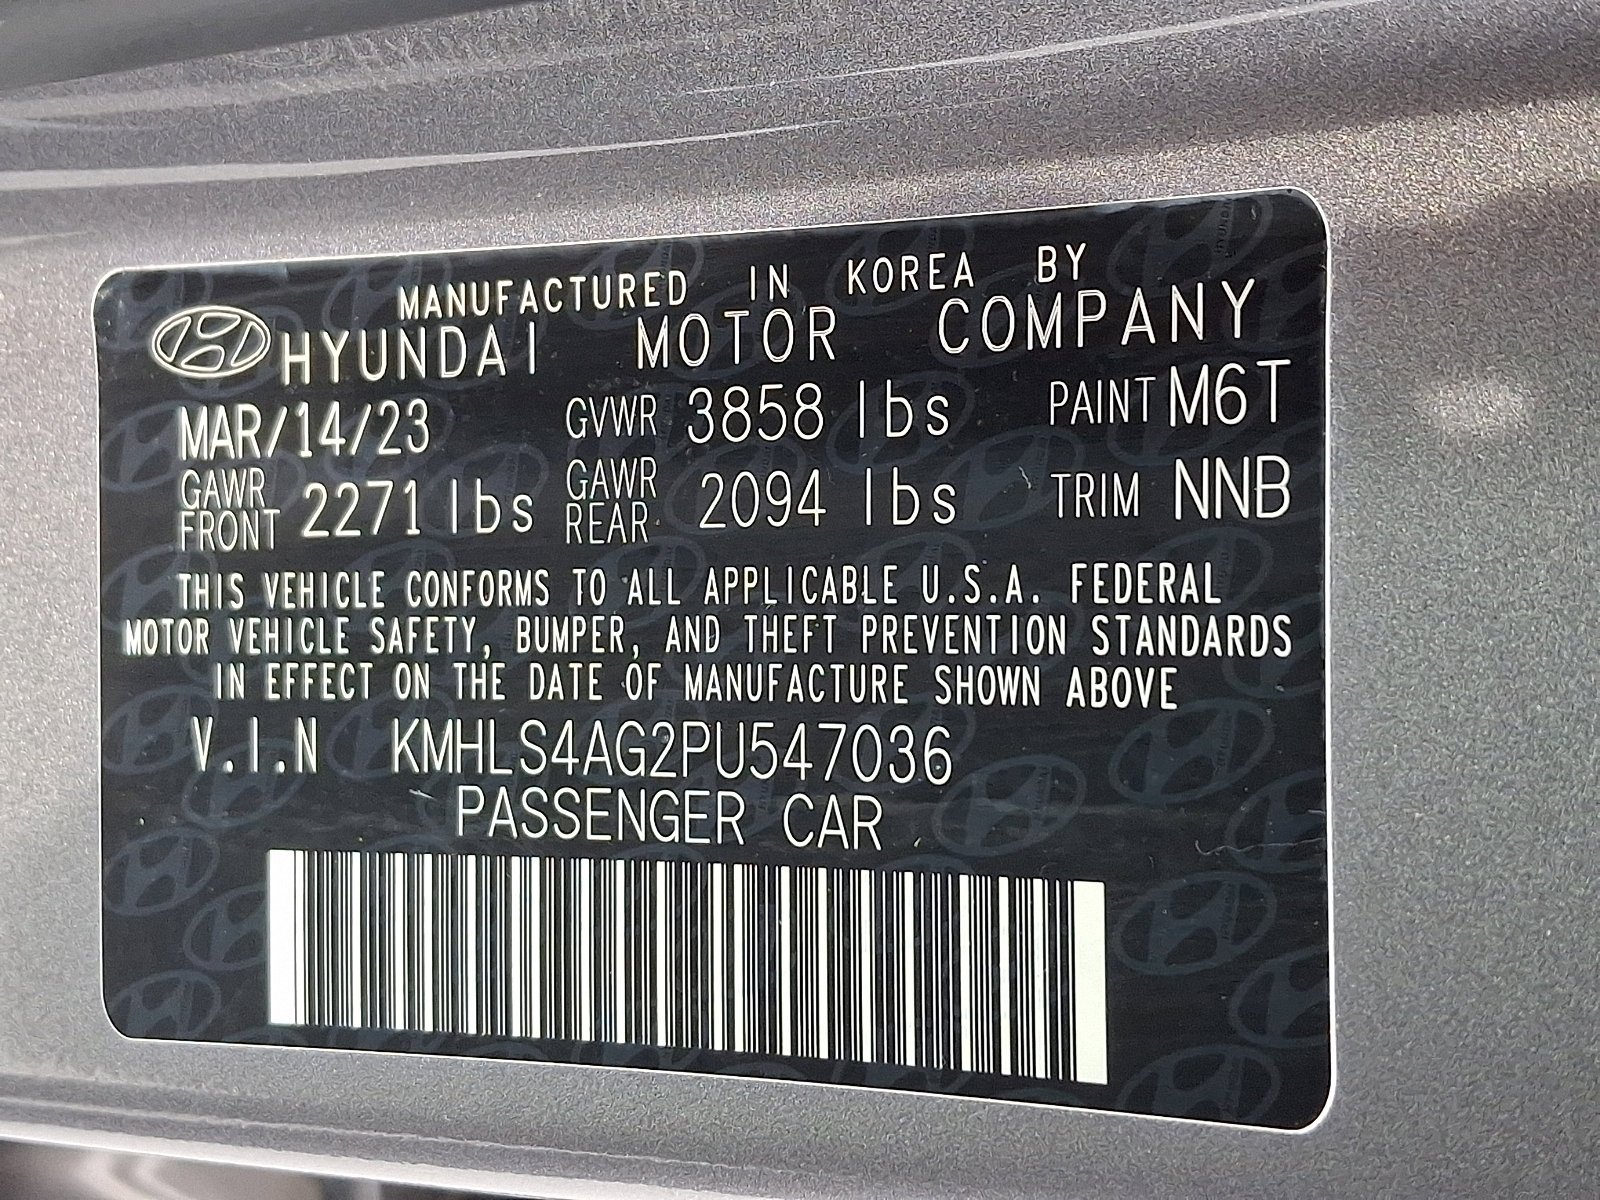 MANUFACTURED IN KOREA BY
HYUNDAI MOTOR COMPANY
MAR/14/23 GVWR 3858 lbs PAINT M6T
GAWR FRONT 2271 lbs GAWR REAR 2094 lbs TRIM NNB
THIS VEHICLE CONFORMS TO ALL APPLICABLE U.S.A. FEDERAL
MOTOR VEHICLE SAFETY, BUMPER, AND THEFT PREVENTION STANDARDS
IN EFFECT ON THE DATE OF MANUFACTURE SHOWN ABOVE
V.I.N KMHLS4AG2PU547036
PASSENGER CAR